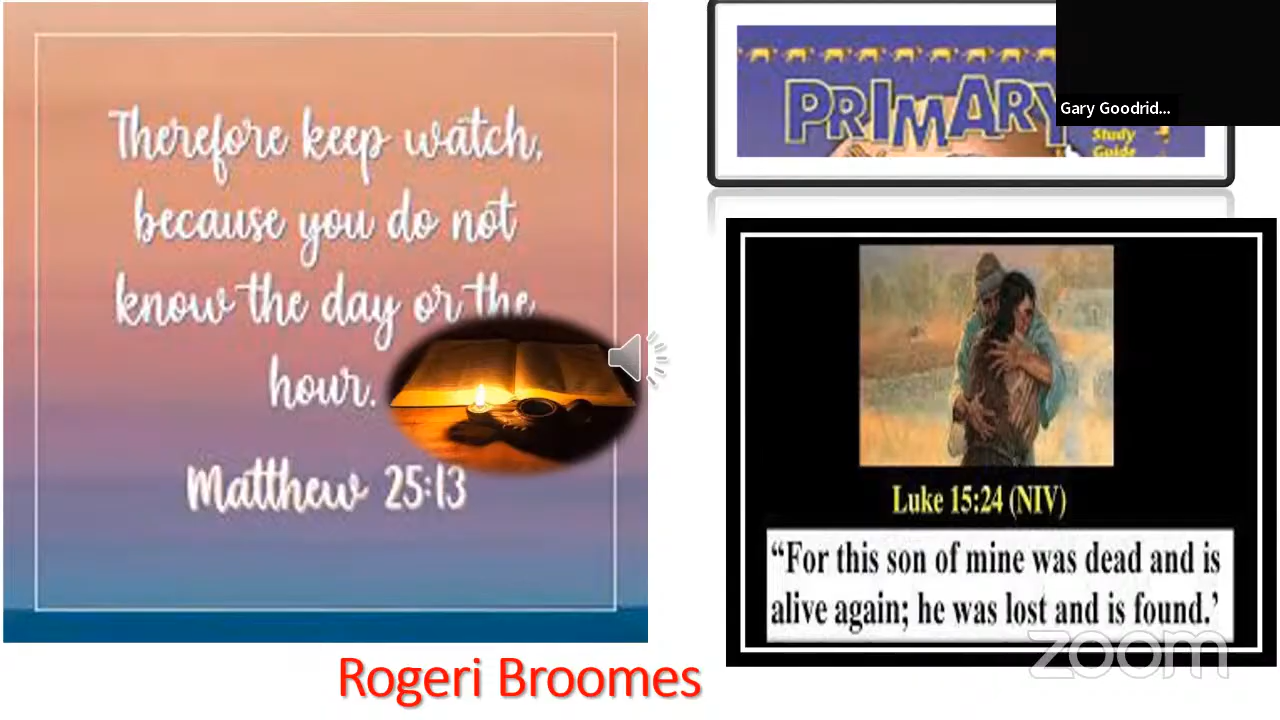 Therefore keep watch,
because you do not
know the day or the
hour.
Matthew 25:13
PRIMARY
Study
Guide
Gary Goodrid...
Luke 15:24 (NIV)
“For this son of mine was dead and is
alive again; he was lost and is found.’
zoom
Rogeri Broomes